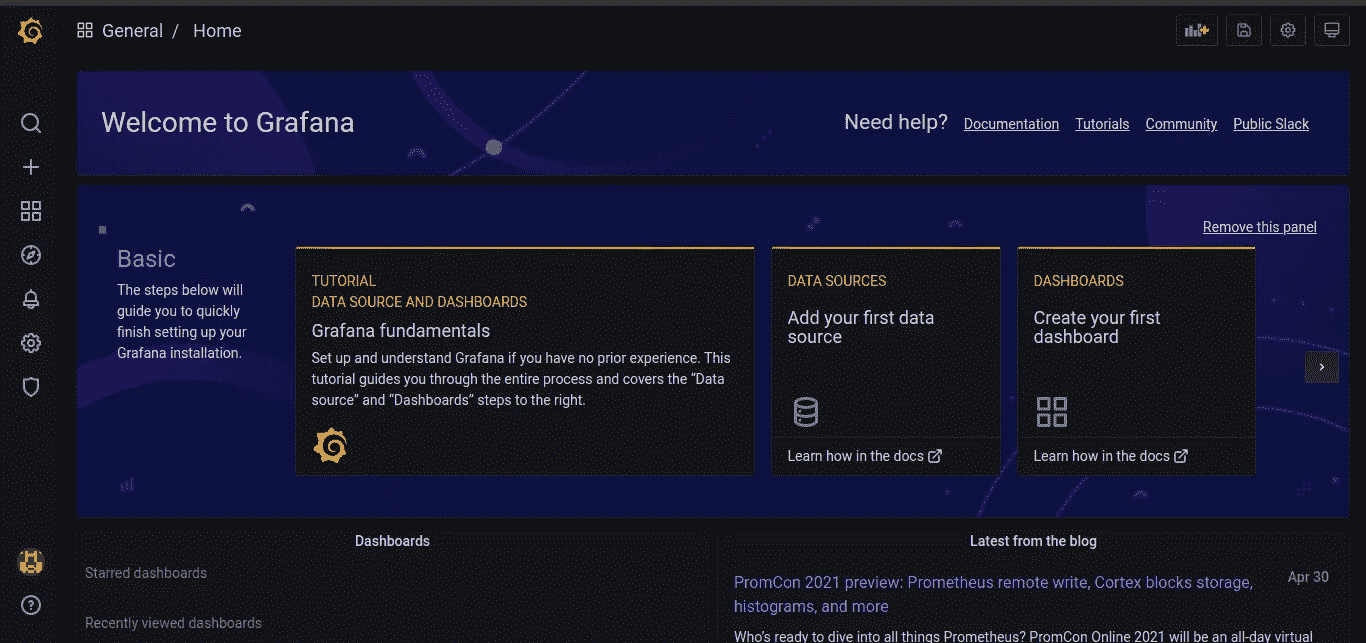 General / Home
Welcome to Grafana
Need help? Documentation Tutorials Community Public Slack
Remove this panel
Basic
The steps below will
guide you to quickly
finish setting up your
Grafana installation.
TUTORIAL
DATA SOURCE AND DASHBOARDS
Grafana fundamentals
Set up and understand Grafana if you have no prior experience. This
tutorial guides you through the entire process and covers the “Data
source” and “Dashboards” steps to the right.
DATA SOURCES
Add your first data
source
Learn how in the docs
DASHBOARDS
Create your first
dashboard
Learn how in the docs
Dashboards
Starred dashboards
Recently viewed dashboards
Latest from the blog
PromCon 2021 preview: Prometheus remote write, Cortex blocks storage,
histograms, and more
Apr 30
Who’s ready to dive into all things Prometheus? PromCon Online 2021 will be an all-day virtual